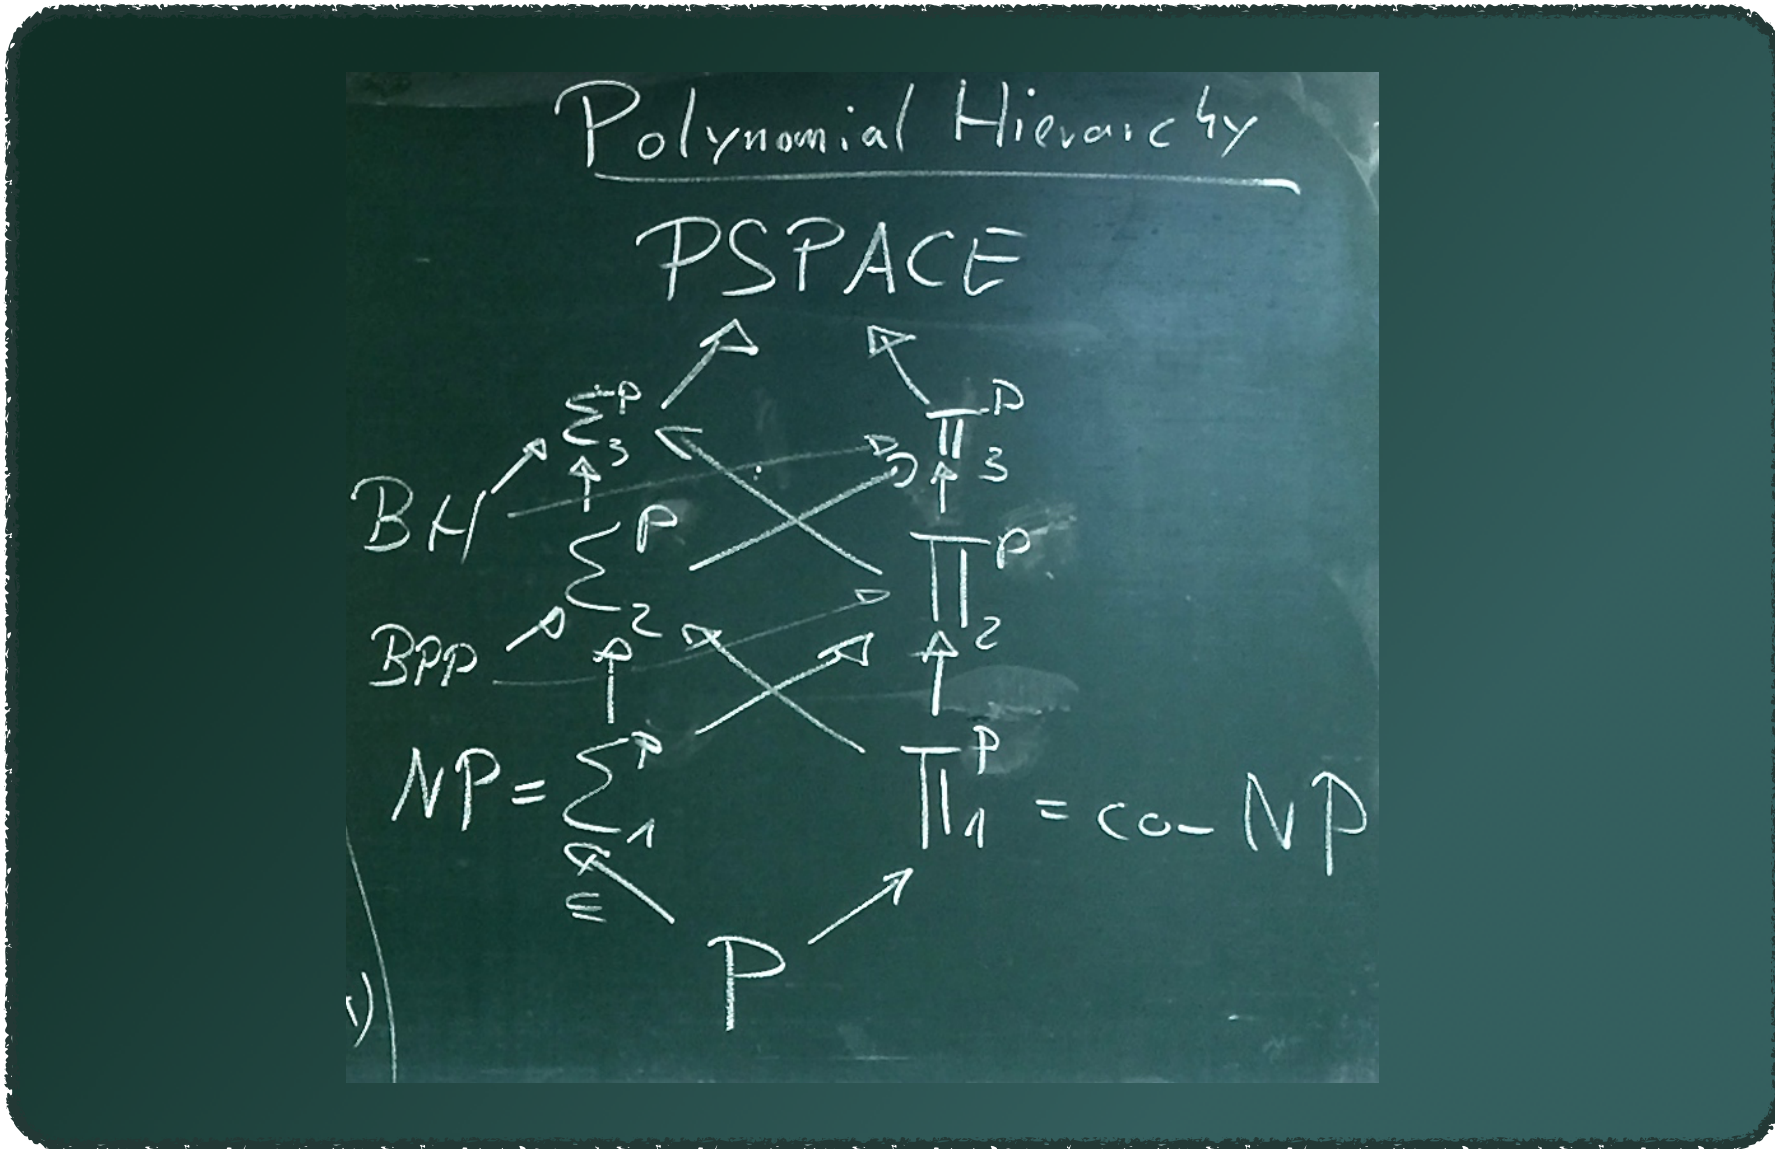 Polynomial Hierarchy
PSPACE
Σ₃ᴾ Π₃ᴾ
BH
Σ₂ᴾ Π₂ᴾ
BPP
NP = Σ₁ᴾ Π₁ᴾ = co-NP
⊆
P